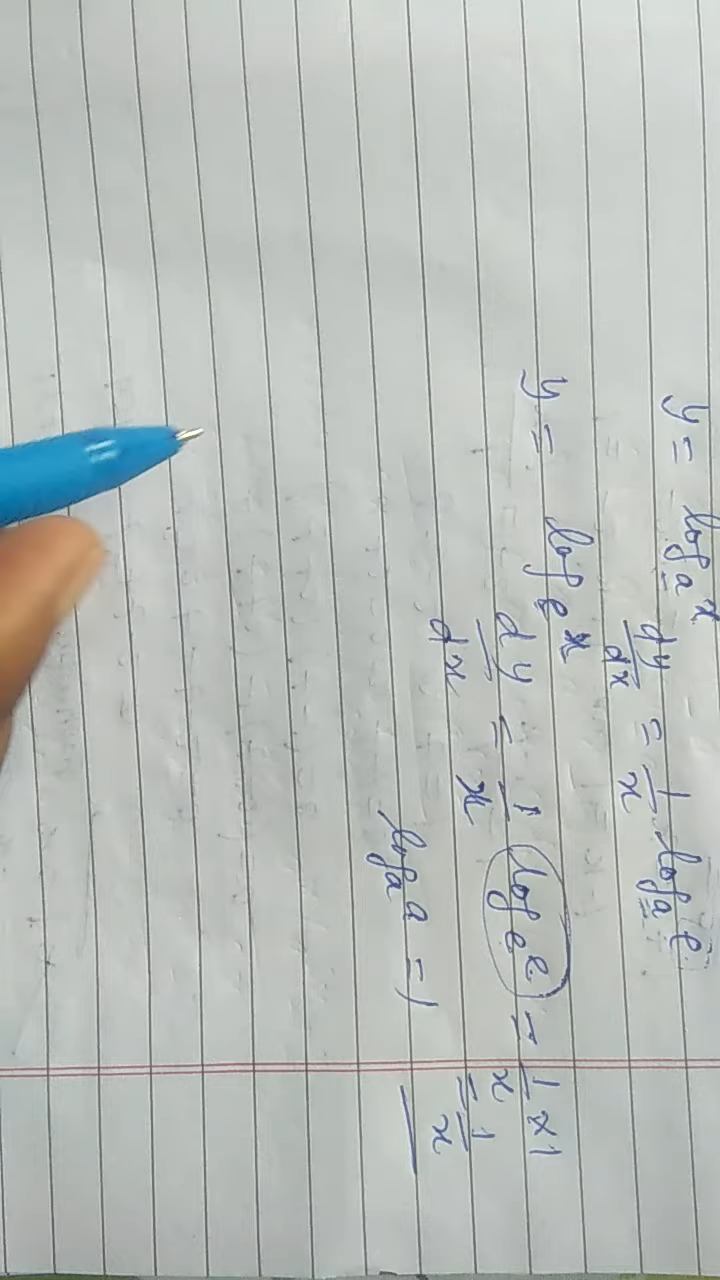 y = logₐx
dy/dx = 1/x logₐe
y = logₑx
dy/dx = 1/x logₑe = 1/x × 1
= 1/x
logₐa = 1